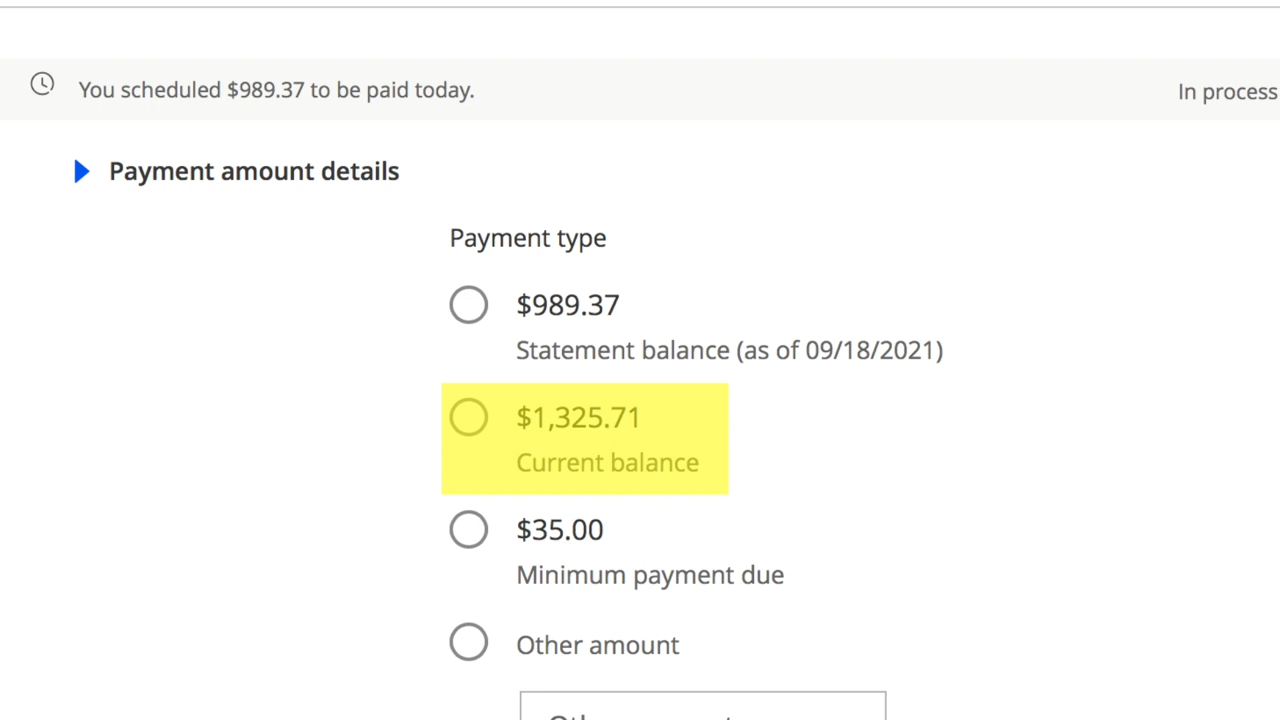 You scheduled $989.37 to be paid today.
In process
Payment amount details
Payment type
$989.37
Statement balance (as of 09/18/2021)
$1,325.71
Current balance
$35.00
Minimum payment due
Other amount